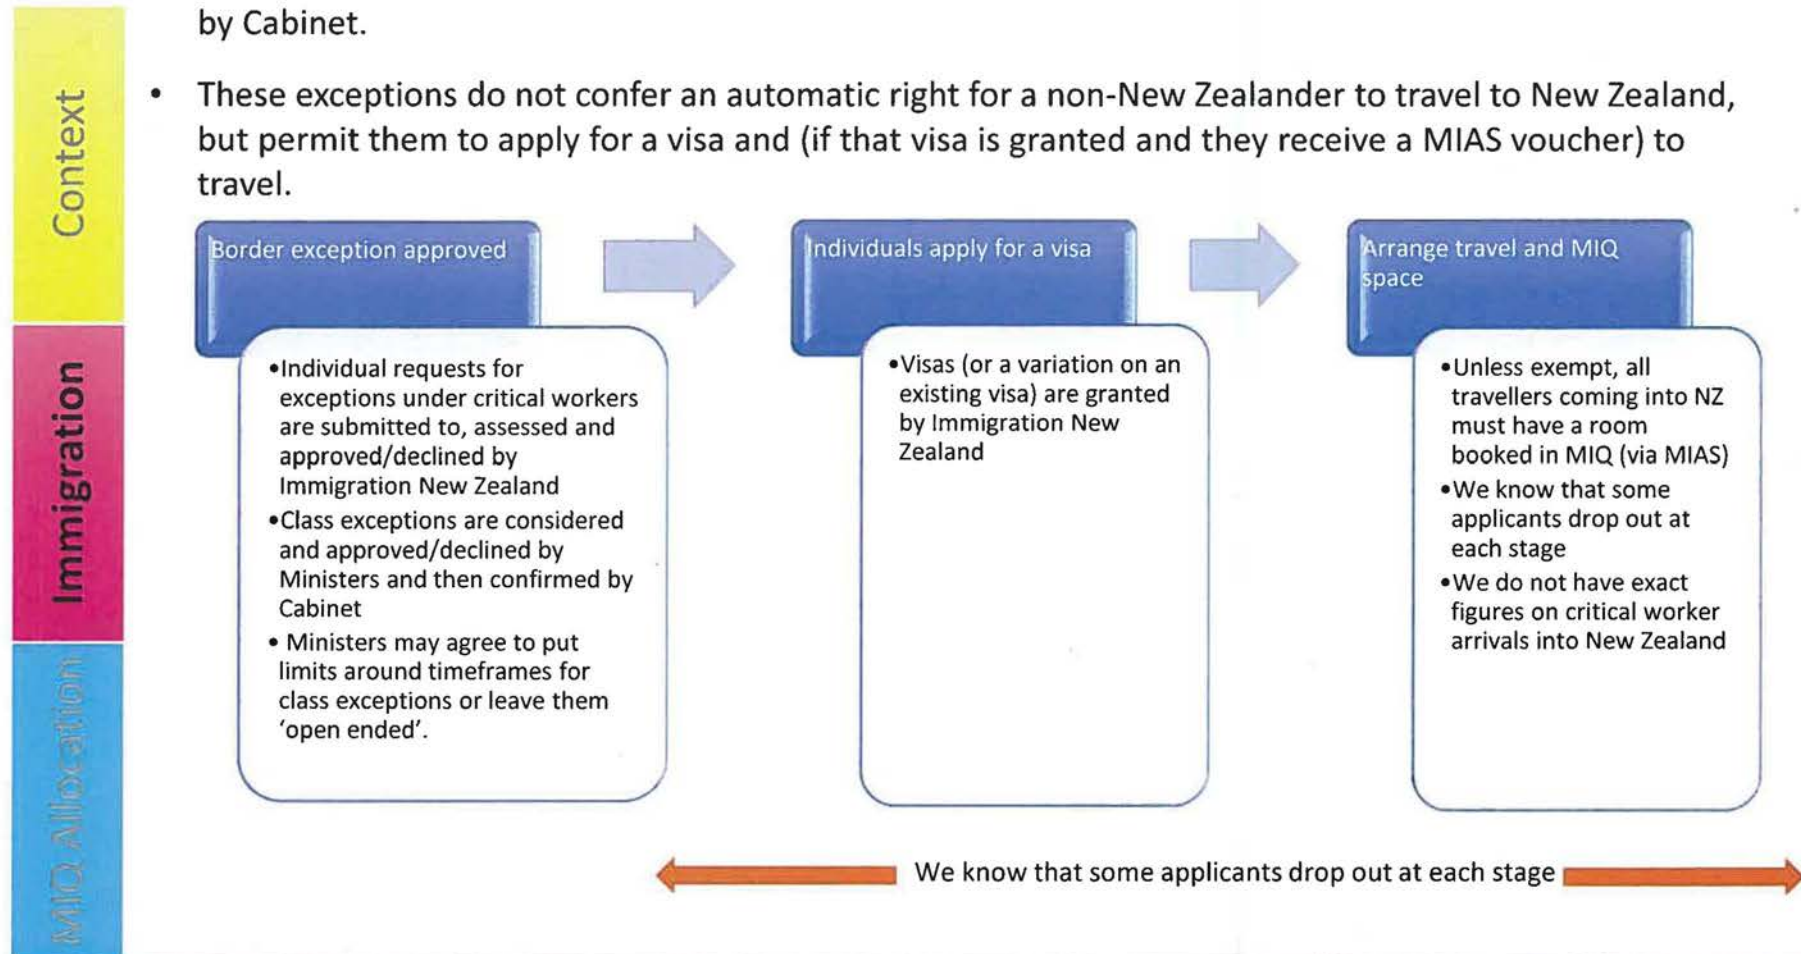 by Cabinet.
• These exceptions do not confer an automatic right for a non-New Zealander to travel to New Zealand,
but permit them to apply for a visa and (if that visa is granted and they receive a MIAS voucher) to
travel.
Context
Immigration
MIQ Allocation
Border exception approved
•Individual requests for
exceptions under critical workers
are submitted to, assessed and
approved/declined by
Immigration New Zealand
•Class exceptions are considered
and approved/declined by
Ministers and then confirmed by
Cabinet
• Ministers may agree to put
limits around timeframes for
class exceptions or leave them
‘open ended’.
Individuals apply for a visa
•Visas (or a variation on an
existing visa) are granted
by Immigration New
Zealand
Arrange travel and MIQ
space
•Unless exempt, all
travellers coming into NZ
must have a room
booked in MIQ (via MIAS)
•We know that some
applicants drop out at
each stage
•We do not have exact
figures on critical worker
arrivals into New Zealand
We know that some applicants drop out at each stage